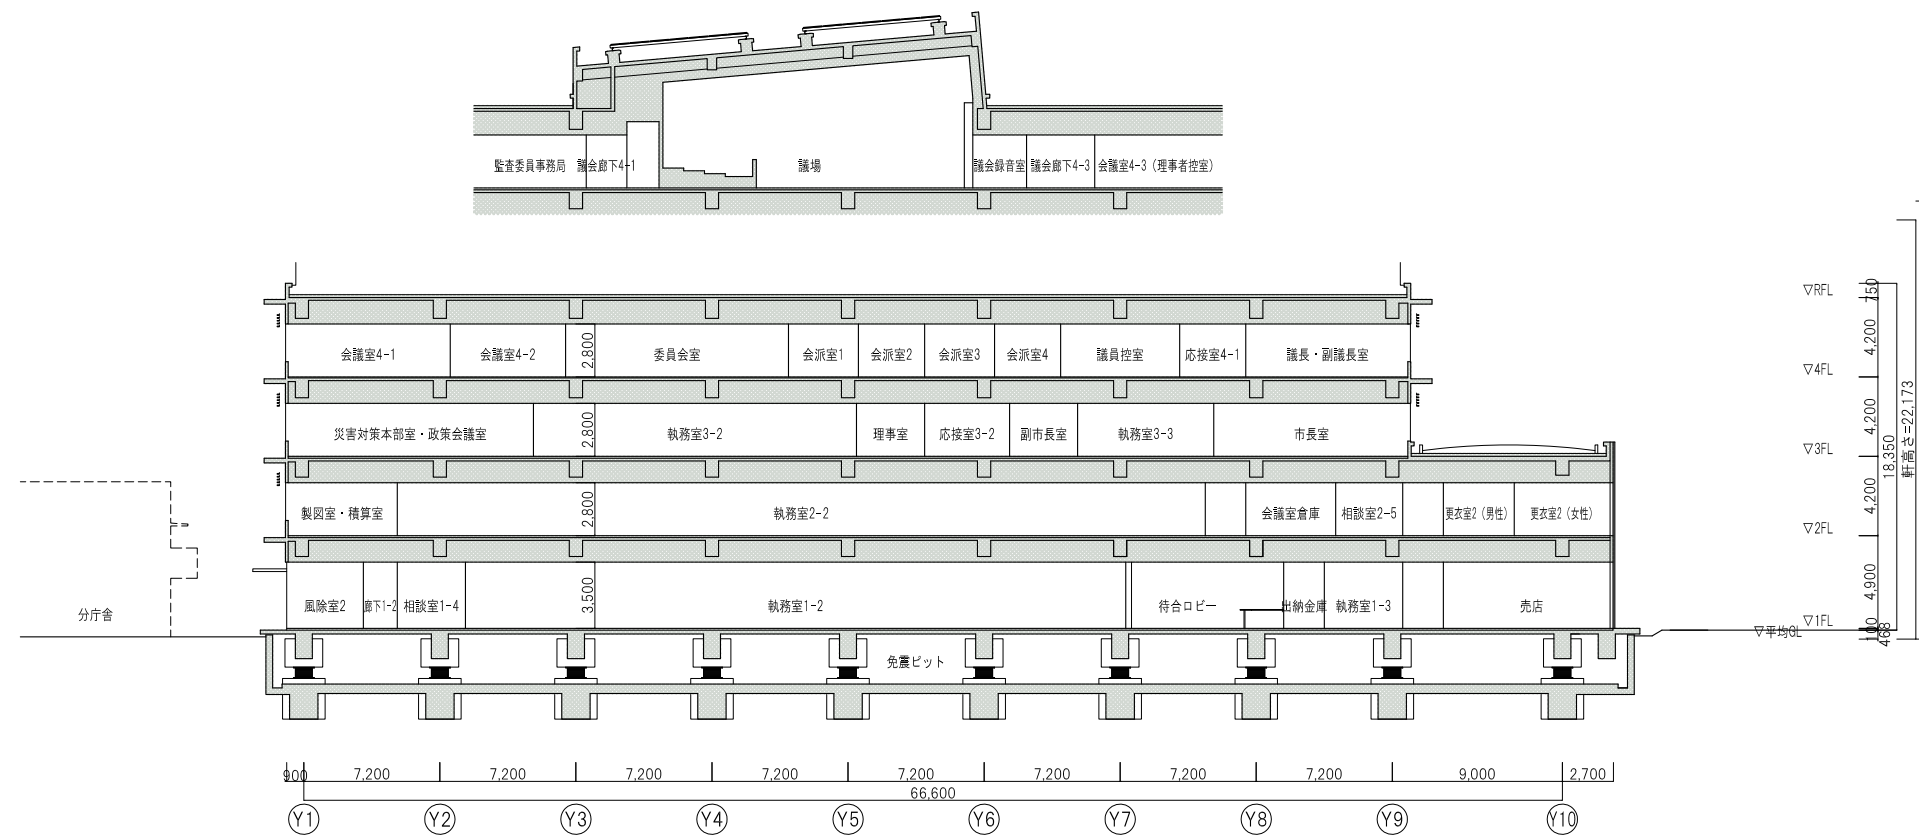 監査委員事務局 議会廊下4-1 議場 議会録音室 議会廊下4-3 会議室4-3（理事者控室）
▽RFL
750
会議室4-1 会議室4-2 2,800 委員会室 会派室1 会派室2 会派室3 会派室4 議員控室 応接室4-1 議長・副議長室
4,200
▽4FL
災害対策本部室・政策会議室 2,800 執務室3-2 理事室 応接室3-2 副市長室 執務室3-3 市長室
4,200
軒高さ=22,173
18,350
▽3FL
製図室・積算室 2,800 執務室2-2 会議室倉庫 相談室2-5 更衣室2（男性） 更衣室2（女性）
4,200
▽2FL
分庁舎 風除室2 廊下1-2 相談室1-4 3,500 執務室1-2 待合ロビー 出納金庫 執務室1-3 売店
4,900
▽1FL
▽平均GL
100
468
免震ピット
900 7,200 7,200 7,200 7,200 7,200 7,200 7,200 7,200 9,000 2,700
66,600
Y1 Y2 Y3 Y4 Y5 Y6 Y7 Y8 Y9 Y10